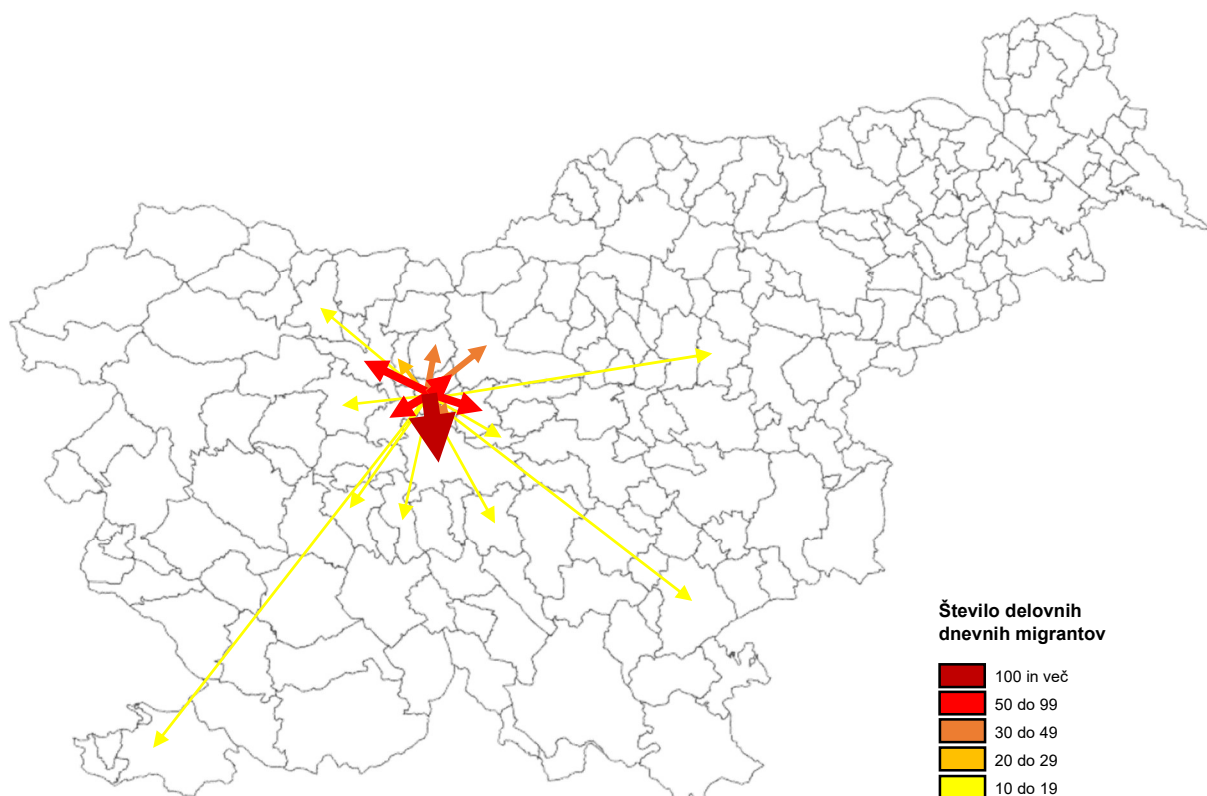 Število delovnih
dnevnih migrantov
100 in več
50 do 99
30 do 49
20 do 29
10 do 19